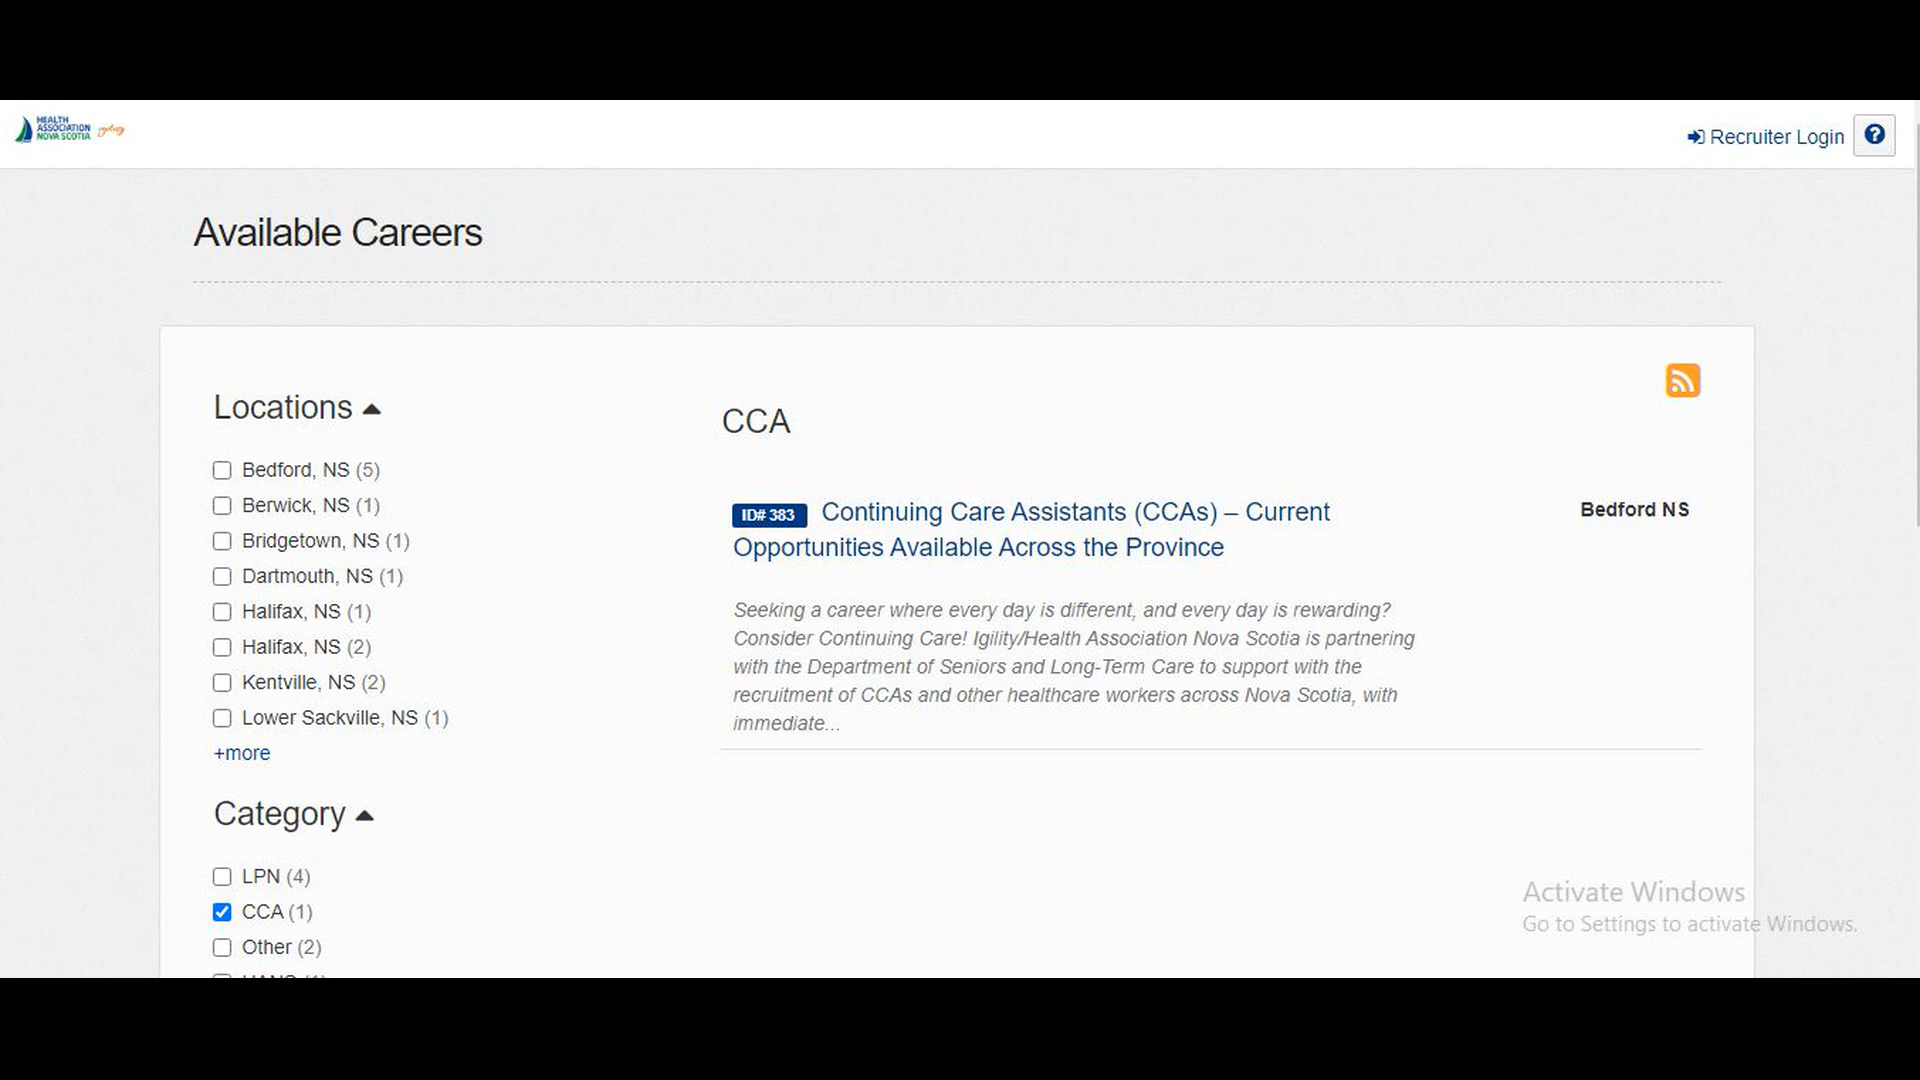 HEALTH
ASSOCIATION
NOVA SCOTIA
Recruiter Login
Available Careers
Locations
Bedford, NS (5)
Berwick, NS (1)
Bridgetown, NS (1)
Dartmouth, NS (1)
Halifax, NS (1)
Halifax, NS (2)
Kentville, NS (2)
Lower Sackville, NS (1)
+more
Category
LPN (4)
CCA (1)
Other (2)
CCA
ID# 383 Continuing Care Assistants (CCAs) – Current
Opportunities Available Across the Province
Bedford NS
Seeking a career where every day is different, and every day is rewarding?
Consider Continuing Care! Igility/Health Association Nova Scotia is partnering
with the Department of Seniors and Long-Term Care to support with the
recruitment of CCAs and other healthcare workers across Nova Scotia, with
immediate...
Activate Windows
Go to Settings to activate Windows.